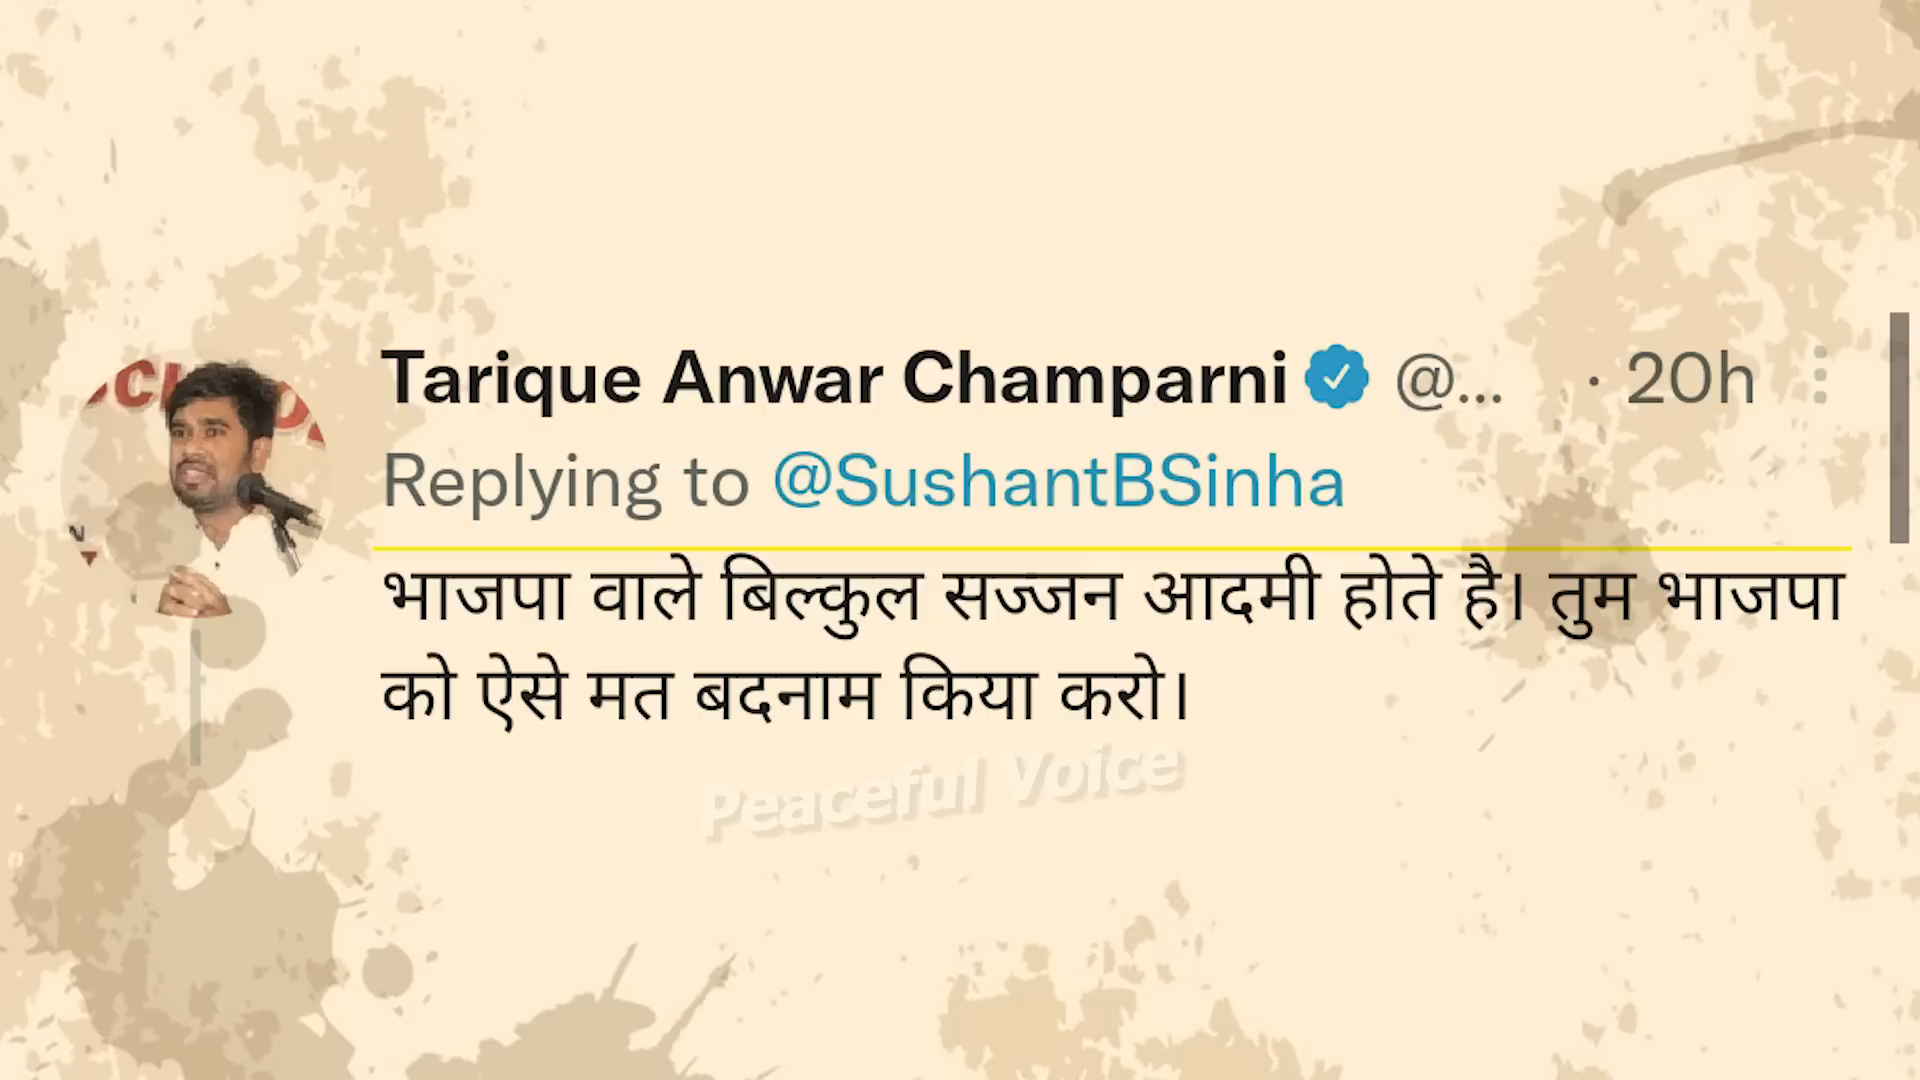 Tarique Anwar Champarni @... · 20h
Replying to @SushantBSinha
भाजपा वाले बिल्कुल सज्जन आदमी होते है। तुम भाजपा
को ऐसे मत बदनाम किया करो।
Peaceful Voice